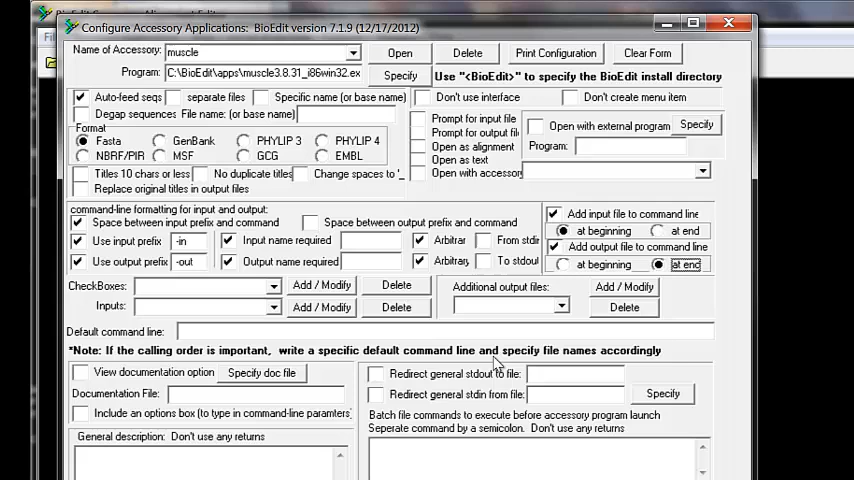 Configure Accessory Applications: BioEdit version 7.1.9 (12/17/2012)
Name of Accessory: muscle Open Delete Print Configuration Clear Form
Program: C:\BioEdit\apps\muscle3.8.31_i86win32.ex Specify Use "<BioEdit>" to specify the BioEdit install directory
Auto-feed seqs separate files Specific name (or base name) Don't use interface Don't create menu item
Degap sequences File name: (or base name)
Prompt for input file
Prompt for output fil
Open as alignment
Open as text
Open with accessory
Open with external program Specify
Program:
Format
Fasta GenBank PHYLIP 3 PHYLIP 4
NBRF/PIR MSF GCG EMBL
Titles 10 chars or less No duplicate titles Change spaces to '_
Replace original titles in output files
command-line formatting for input and output:
Space between input prefix and command Space between output prefix and command
Use input prefix -in Input name required Arbitrar From stdir
Use output prefix -out Output name required Arbitrary To stdout
Add input file to command line
at beginning at end
Add output file to command line
at beginning at end
CheckBoxes: Add / Modify Delete
Inputs: Add / Modify Delete
Additional output files: Add / Modify
Delete
Default command line:
*Note: If the calling order is important, write a specific default command line and specify file names accordingly
View documentation option Specify doc file
Documentation File:
Include an options box (to type in command-line paramters)
Redirect general stdout to file:
Redirect general stdin from file: Specify
General description: Don't use any returns
Batch file commands to execute before accessory program launch
Seperate command by a semicolon. Don't use any returns